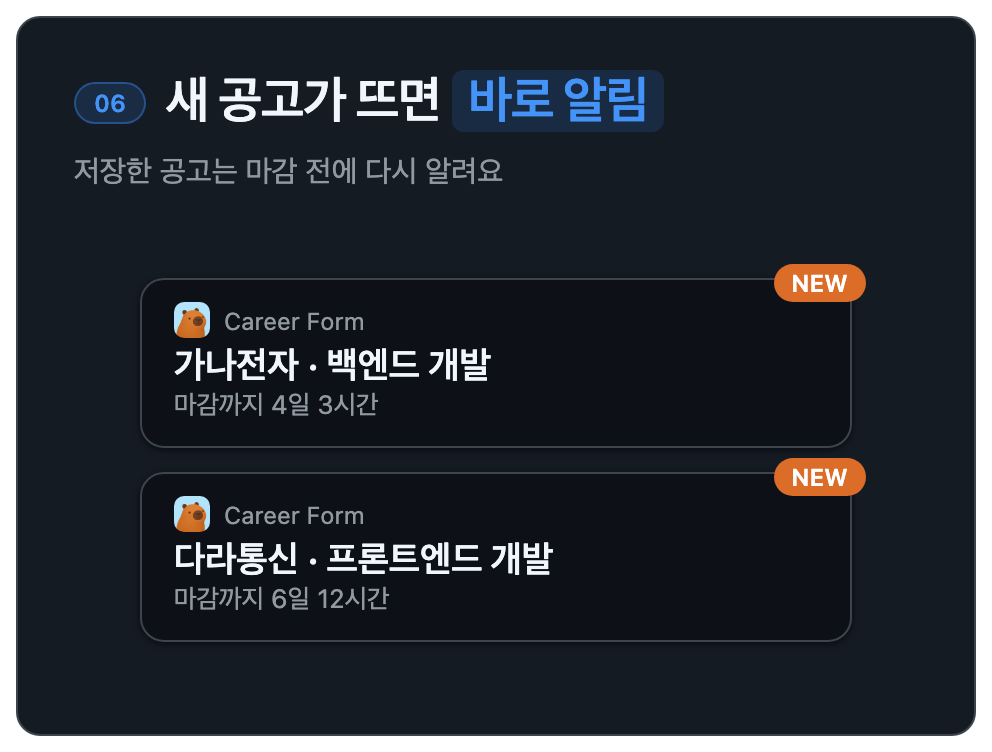 06 새 공고가 뜨면 바로 알림
저장한 공고는 마감 전에 다시 알려요
NEW
Career Form
가나전자 · 백엔드 개발
마감까지 4일 3시간
NEW
Career Form
다라통신 · 프론트엔드 개발
마감까지 6일 12시간